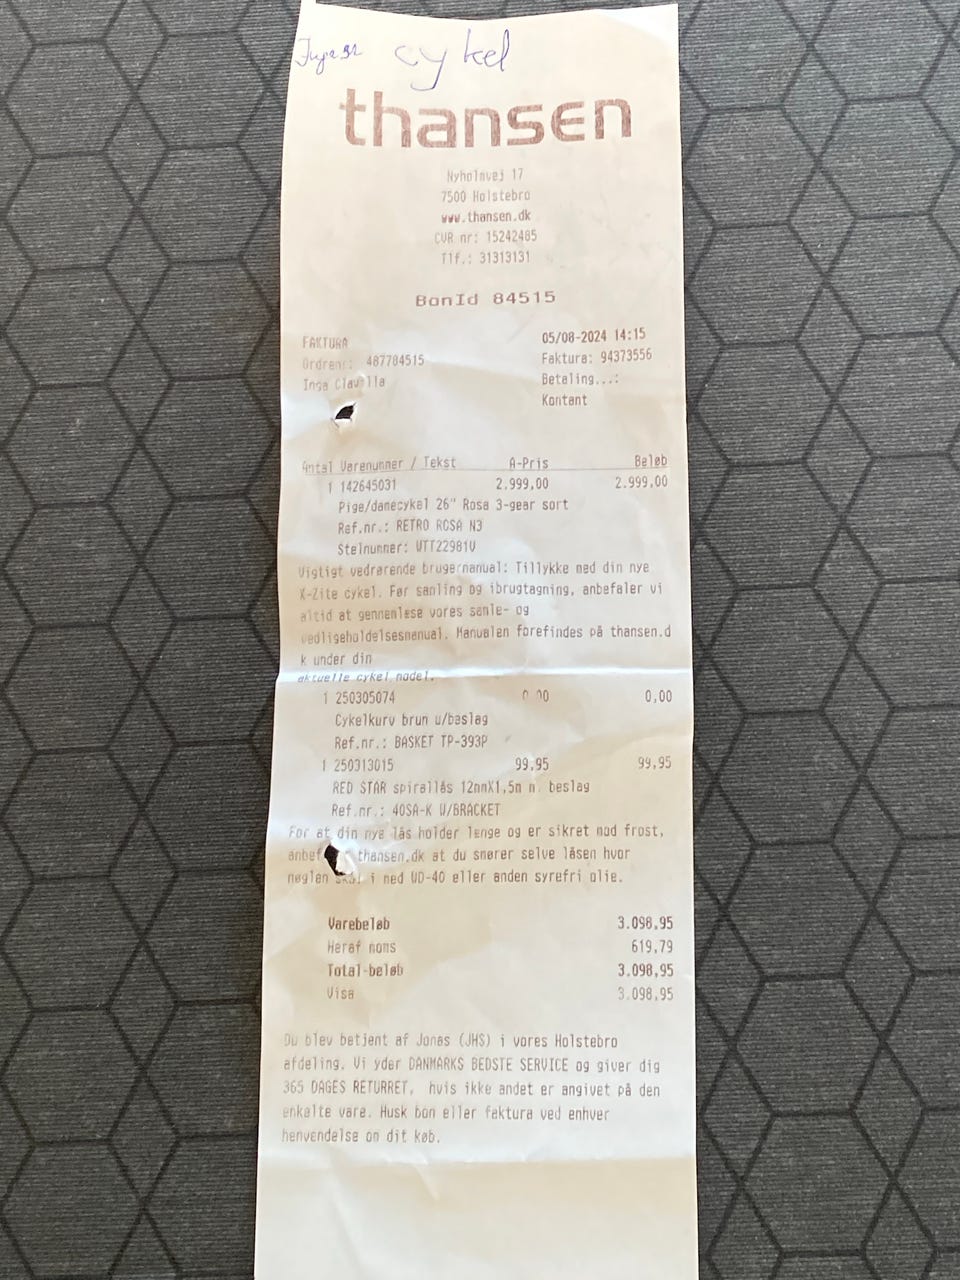 cykel
thansen
Nyholmvej 17
7500 Holstebro
www.thansen.dk
CVR nr: 15242485
Tlf.: 31313131
BonId 84515
FAKTURA
05/08-2024 14:15
Ordrenr: 487784515
Faktura: 94373556
Inga
Betaling...:
Kontant
Antal Varenummer / Tekst A-Pris Beløb
1 142645031 2.999,00 2.999,00
Pige/damecykel 26" Rosa 3-gear sort
Ref.nr.: RETRO ROSA N3
Stelnummer: WTT22981U
Vigtigt vedrørende brugermanual: Tillykke med din nye
X-Zite cykel. Før samling og ibrugtagning, anbefaler vi
altid at gennemlæse vores samle- og
vedligeholdelsesmanual. Manualen forefindes på thansen.d
k under din
aktuelle cykel model.
1 250305074 0,00 0,00
Cykelkurv brun u/beslag
Ref.nr.: BASKET TP-393P
1 250313015 99,95 99,95
RED STAR spirallås 12mmX1,5m m. beslag
Ref.nr.: 40SA-K W/BRACKET
For at din nye lås holder længe og er sikret mod frost,
anbef thansen.dk at du smører selve låsen hvor
nøglen skal i med WD-40 eller anden syrefri olie.
Varebeløb 3.098,95
Heraf moms 619,79
Total-beløb 3.098,95
Visa 3.098,95
Du blev betjent af Jonas (JHS) i vores Holstebro
afdeling. Vi yder DANMARKS BEDSTE SERVICE og giver dig
365 DAGES RETURRET, hvis ikke andet er angivet på den
enkelte vare. Husk bon eller faktura ved enhver
henvendelse om dit køb.